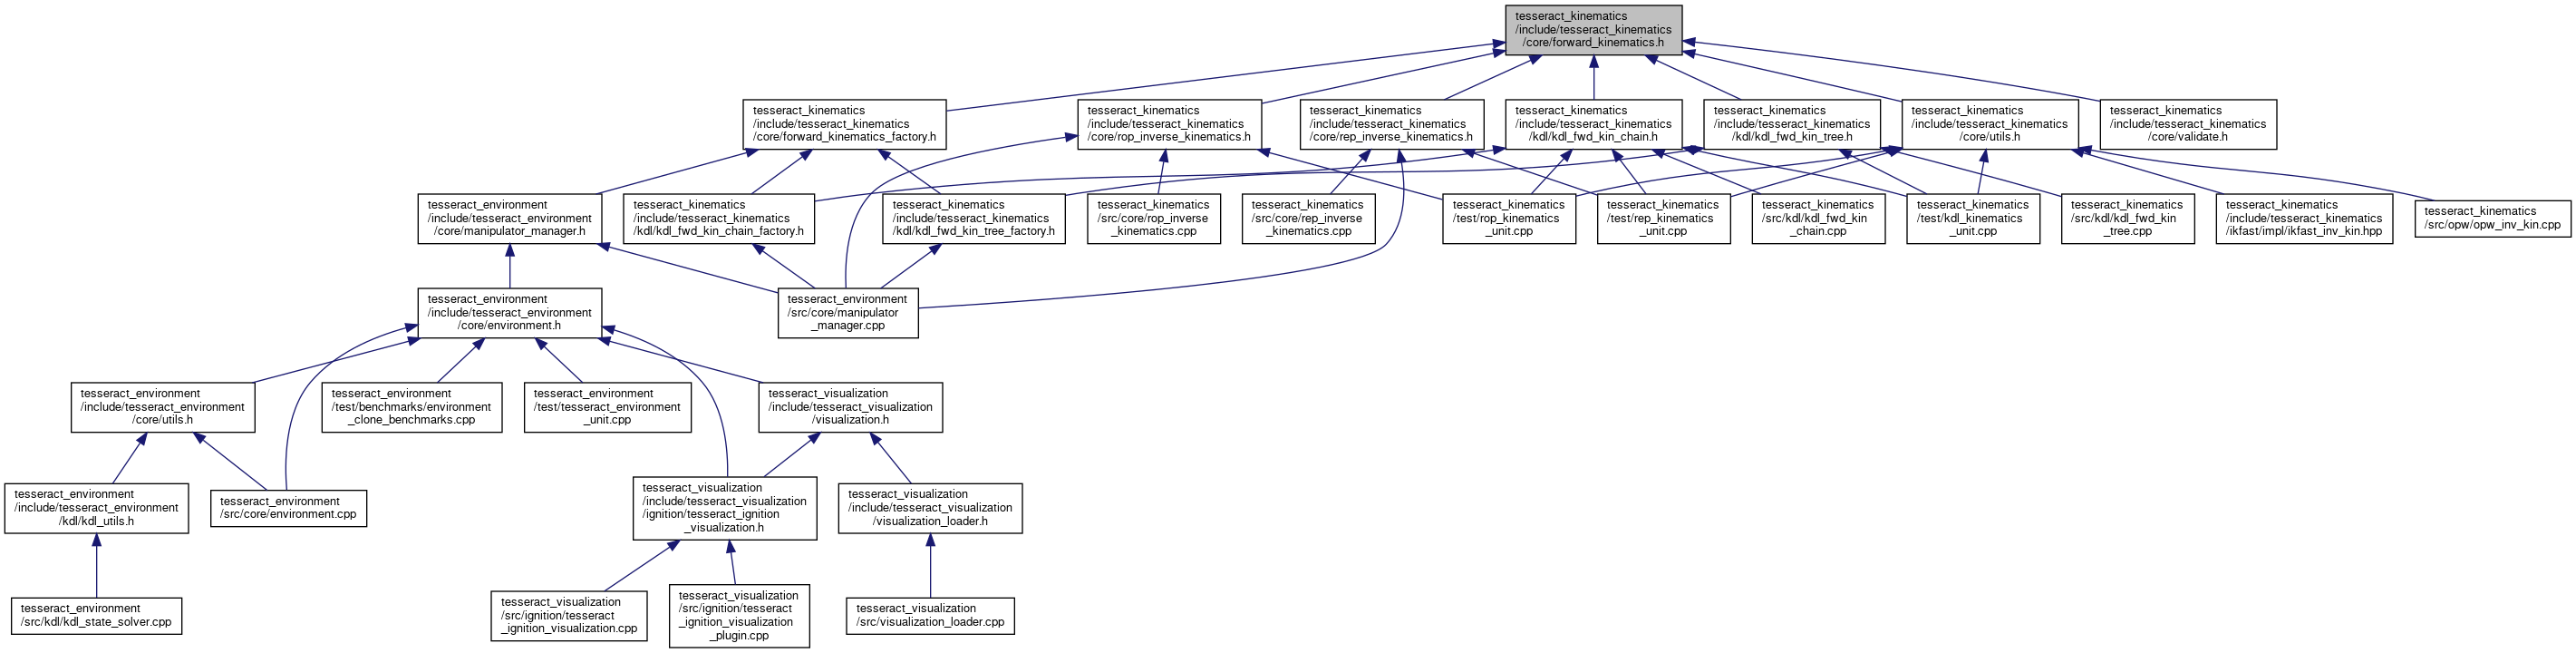 tesseract_kinematics
/include/tesseract_kinematics
/core/forward_kinematics.h
tesseract_kinematics
/include/tesseract_kinematics
/core/forward_kinematics_factory.h
tesseract_kinematics
/include/tesseract_kinematics
/core/rop_inverse_kinematics.h
tesseract_kinematics
/include/tesseract_kinematics
/core/rep_inverse_kinematics.h
tesseract_kinematics
/include/tesseract_kinematics
/kdl/kdl_fwd_kin_chain.h
tesseract_kinematics
/include/tesseract_kinematics
/kdl/kdl_fwd_kin_tree.h
tesseract_kinematics
/include/tesseract_kinematics
/core/utils.h
tesseract_kinematics
/include/tesseract_kinematics
/core/validate.h
tesseract_environment
/include/tesseract_environment
/core/manipulator_manager.h
tesseract_kinematics
/include/tesseract_kinematics
/kdl/kdl_fwd_kin_chain_factory.h
tesseract_kinematics
/include/tesseract_kinematics
/kdl/kdl_fwd_kin_tree_factory.h
tesseract_kinematics
/src/core/rop_inverse
_kinematics.cpp
tesseract_kinematics
/src/core/rep_inverse
_kinematics.cpp
tesseract_kinematics
/test/rop_kinematics
_unit.cpp
tesseract_kinematics
/test/rep_kinematics
_unit.cpp
tesseract_kinematics
/src/kdl/kdl_fwd_kin
_chain.cpp
tesseract_kinematics
/test/kdl_kinematics
_unit.cpp
tesseract_kinematics
/src/kdl/kdl_fwd_kin
_tree.cpp
tesseract_kinematics
/include/tesseract_kinematics
/ikfast/impl/ikfast_inv_kin.hpp
tesseract_kinematics
/src/opw/opw_inv_kin.cpp
tesseract_environment
/include/tesseract_environment
/core/environment.h
tesseract_environment
/src/core/manipulator
_manager.cpp
tesseract_environment
/include/tesseract_environment
/core/utils.h
tesseract_environment
/test/benchmarks/environment
_clone_benchmarks.cpp
tesseract_environment
/test/tesseract_environment
_unit.cpp
tesseract_visualization
/include/tesseract_visualization
/visualization.h
tesseract_environment
/include/tesseract_environment
/kdl/kdl_utils.h
tesseract_environment
/src/core/environment.cpp
tesseract_visualization
/include/tesseract_visualization
/ignition/tesseract_ignition
_visualization.h
tesseract_visualization
/include/tesseract_visualization
/visualization_loader.h
tesseract_environment
/src/kdl/kdl_state_solver.cpp
tesseract_visualization
/src/ignition/tesseract
_ignition_visualization.cpp
tesseract_visualization
/src/ignition/tesseract
_ignition_visualization
_plugin.cpp
tesseract_visualization
/src/visualization_loader.cpp